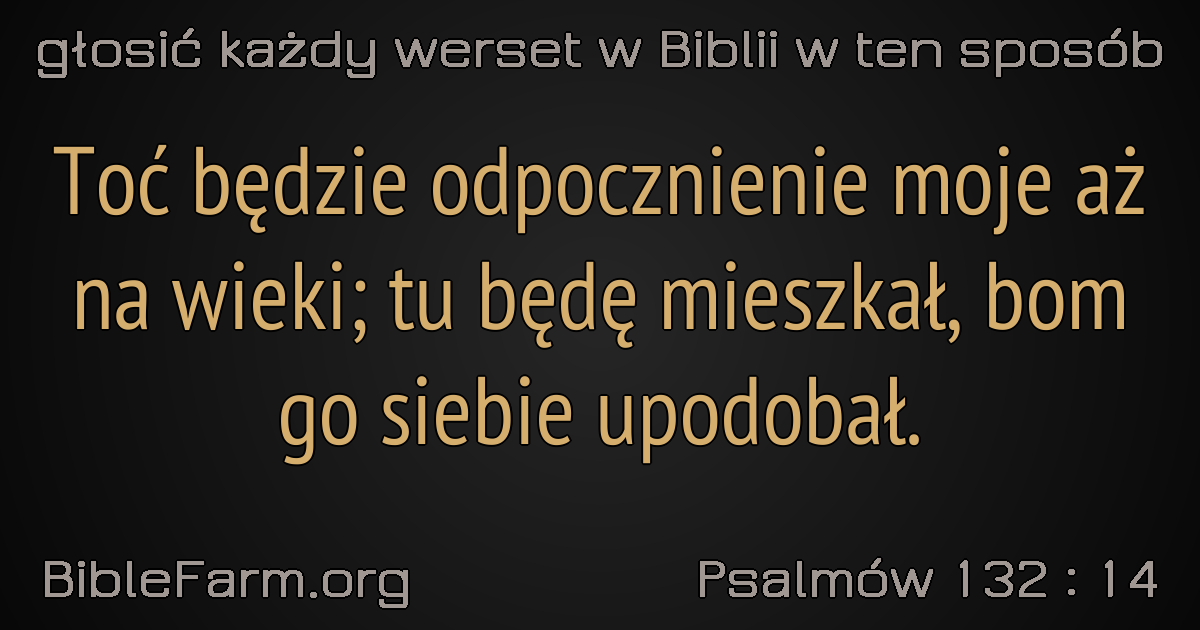 głosić każdy werset w Biblii w ten sposób
Toć będzie odpocznienie moje aż
na wieki; tu będę mieszkał, bom
go siebie upodobał.
BibleFarm.org
Psalmów 132 : 14